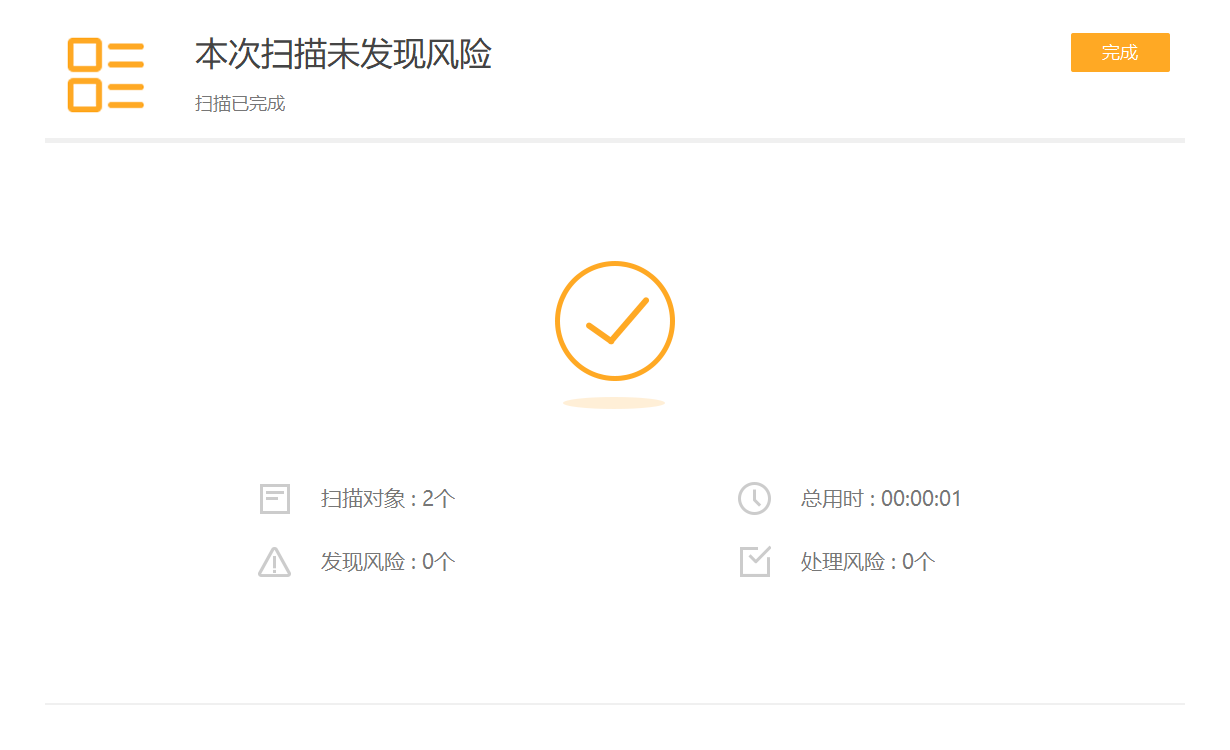 本次扫描未发现风险
完成
扫描已完成
扫描对象 : 2个
总用时 : 00:00:01
发现风险 : 0个
处理风险 : 0个